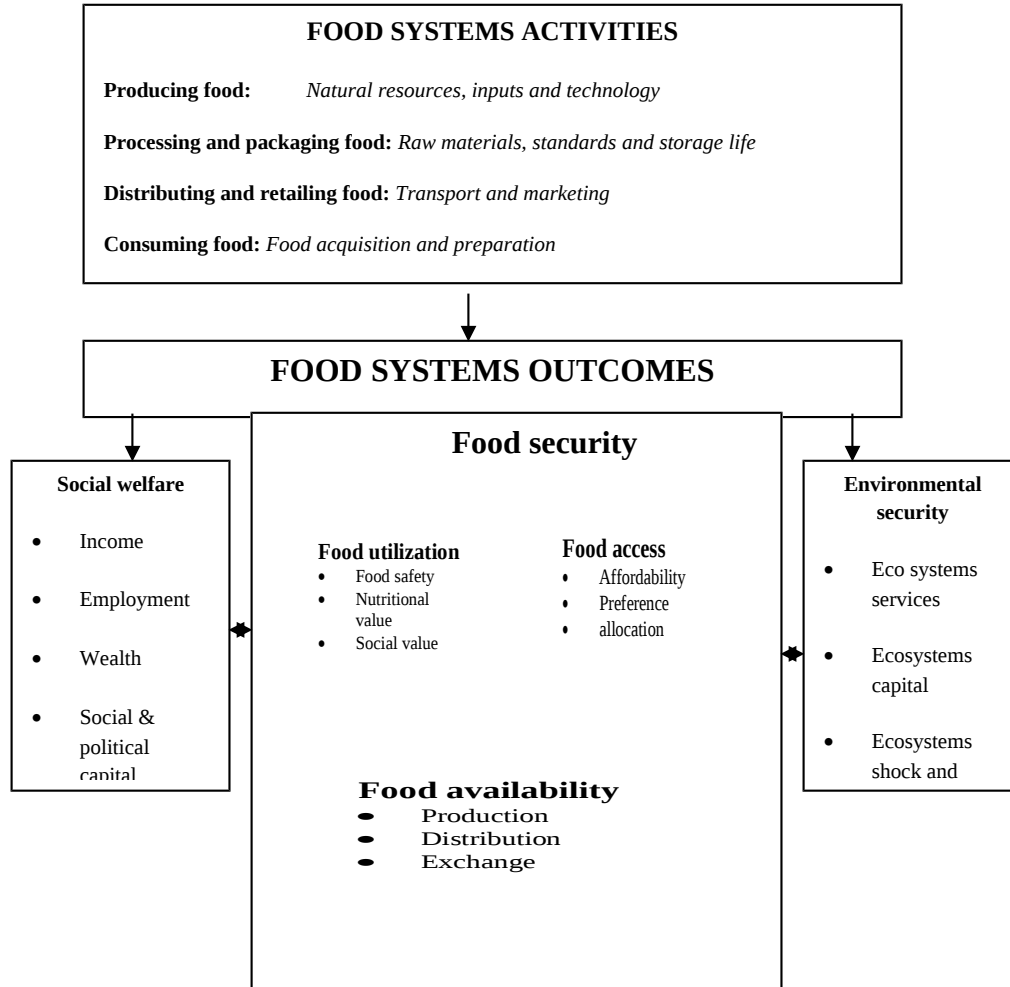 FOOD SYSTEMS ACTIVITIES
Producing food: Natural resources, inputs and technology
Processing and packaging food: Raw materials, standards and storage life
Distributing and retailing food: Transport and marketing
Consuming food: Food acquisition and preparation
FOOD SYSTEMS OUTCOMES
Food security
Social welfare
• Income
• Employment
• Wealth
• Social &
political
capital
Food utilization
• Food safety
• Nutritional
value
• Social value
Food access
• Affordability
• Preference
• allocation
Food availability
• Production
• Distribution
• Exchange
Environmental
security
• Eco systems
services
• Ecosystems
capital
• Ecosystems
shock and